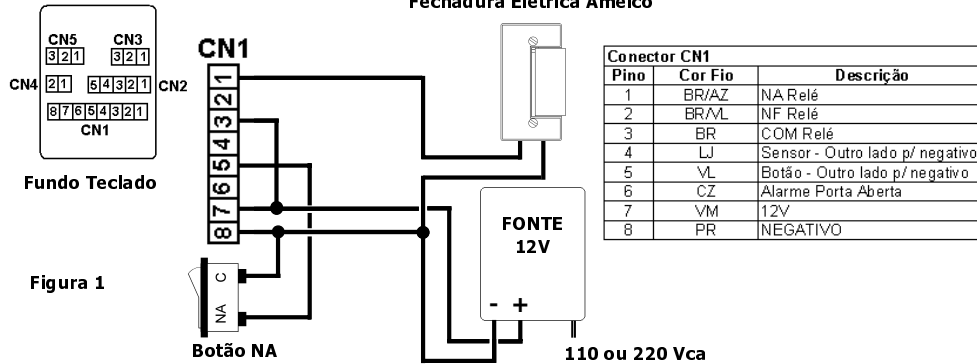 Fechadura Elétrica Amelco
CN5 CN3
3 2 1 3 2 1
CN4 2 1 5 4 3 2 1 CN2
8 7 6 5 4 3 2 1
CN1
Fundo Teclado
Figura 1
CN1
1
2
3
4
5
6
7
8
C
NA
Botão NA
FONTE
12V
- +
110 ou 220 Vca
Conector CN1
Pino Cor Fio Descrição
1 BR/AZ NA Relé
2 BR/VL NF Relé
3 BR COM Relé
4 LJ Sensor - Outro lado p/ negativo
5 VL Botão - Outro lado p/ negativo
6 CZ Alarme Porta Aberta
7 VM 12V
8 PR NEGATIVO